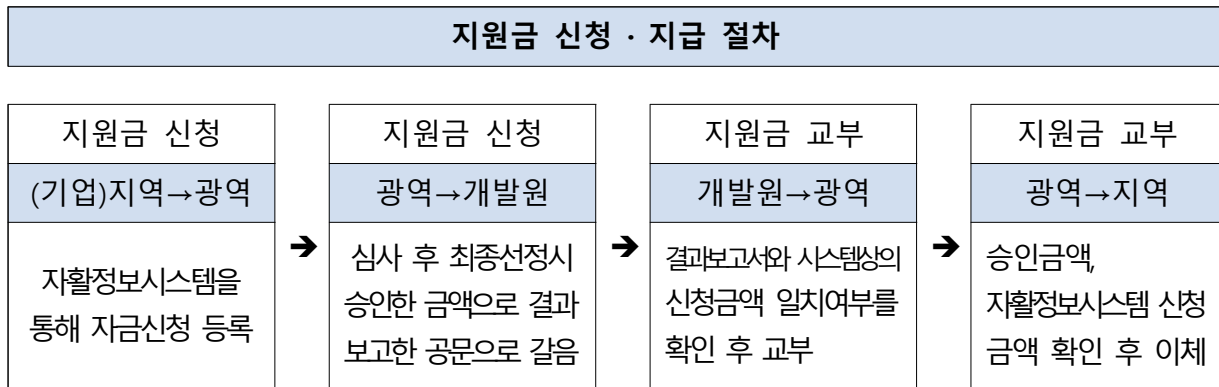 지원금 신청 · 지급 절차
지원금 신청
(기업)지역→광역
자활정보시스템을
통해 자금신청 등록
➔
지원금 신청
광역→개발원
심사 후 최종선정시
승인한 금액으로 결과
보고한 공문으로 갈음
➔
지원금 교부
개발원→광역
결과보고서와 시스템상의
신청금액 일치여부를
확인 후 교부
➔
지원금 교부
광역→지역
승인금액,
자활정보시스템 신청
금액 확인 후 이체